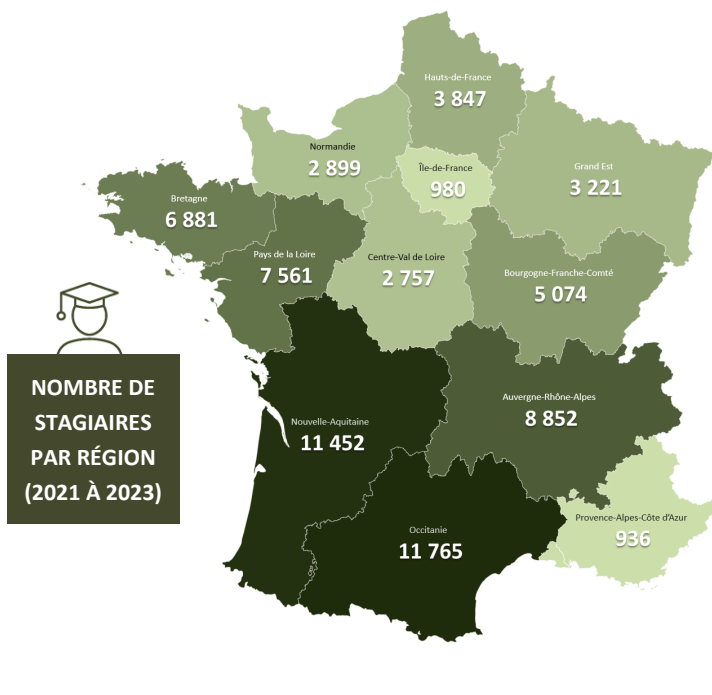 Hauts-de-France
3 847
Normandie
2 899
Île-de-France
980
Grand Est
3 221
Bretagne
6 881
Pays de la Loire
7 561
Centre-Val de Loire
2 757
Bourgogne-Franche-Comté
5 074
NOMBRE DE
STAGIAIRES
PAR RÉGION
(2021 À 2023)
Nouvelle-Aquitaine
11 452
Auvergne-Rhône-Alpes
8 852
Occitanie
11 765
Provence-Alpes-Côte d'Azur
936